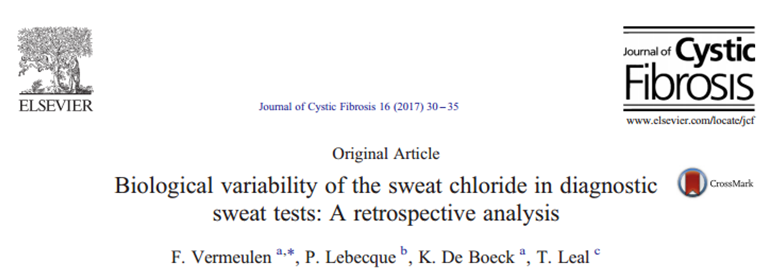 ELSEVIER
Journal of Cystic Fibrosis 16 (2017) 30–35
Journal of Cystic
Fibrosis
www.elsevier.com/locate/jcf
Original Article
Biological variability of the sweat chloride in diagnostic
sweat tests: A retrospective analysis
CrossMark
F. Vermeulen a,*, P. Lebecque b, K. De Boeck a, T. Leal c